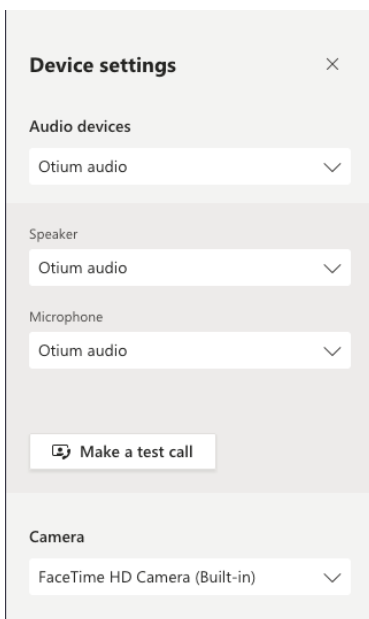 Device settings
Audio devices
Otium audio
Speaker
Otium audio
Microphone
Otium audio
Make a test call
Camera
FaceTime HD Camera (Built-in)